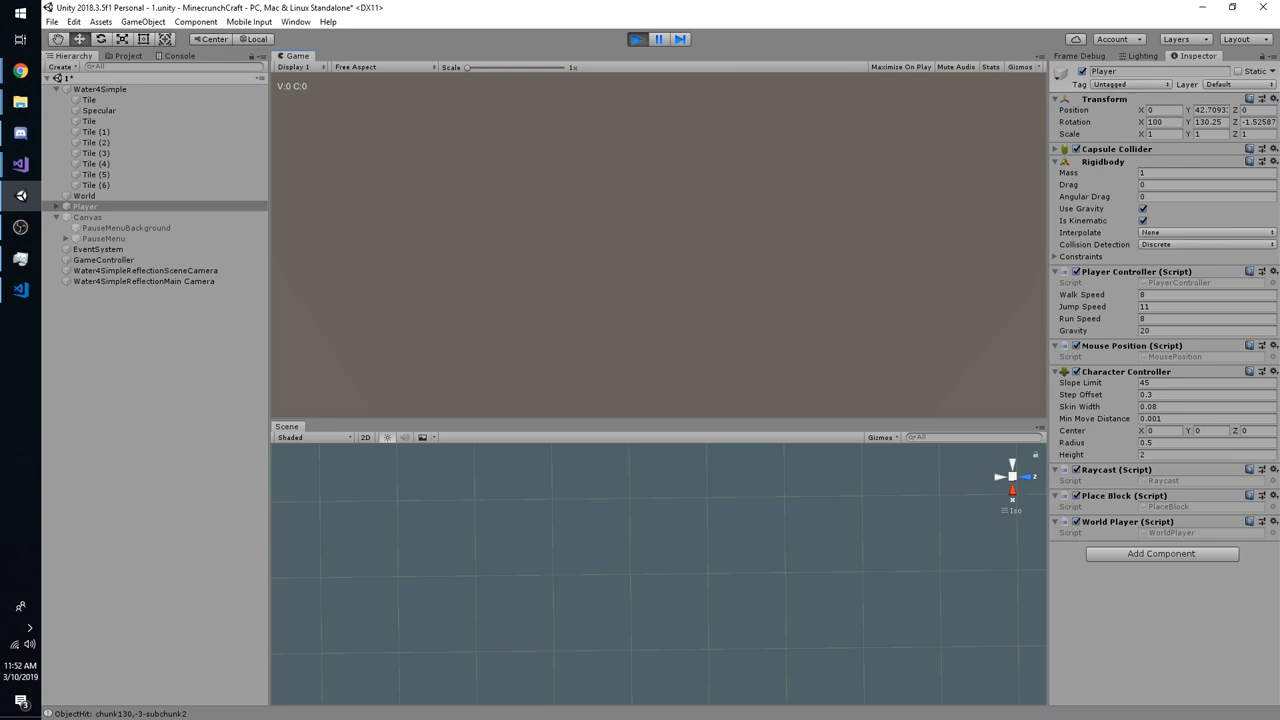 Unity 2018.3.5f1 Personal - 1.unity - MinecrunchCraft - PC, Mac & Linux Standalone* <DX11>
File Edit Assets GameObject Component Mobile Input Window Help
Center Local Account Layers Layout
Hierarchy Project Console
Create All
1*
Water4Simple
Tile
Specular
Tile
Tile (1)
Tile (2)
Tile (3)
Tile (4)
Tile (5)
Tile (6)
World
Player
Canvas
PauseMenuBackground
PauseMenu
EventSystem
GameController
Water4SimpleReflectionSceneCamera
Water4SimpleReflectionMain Camera
Game
Display 1 Free Aspect Scale 1x Maximize On Play Mute Audio Stats Gizmos
V:0 C:0
Scene
Shaded 2D Gizmos All
z
x
Iso
Frame Debug Lighting Inspector
Player Static
Tag Untagged Layer Default
Transform
Position X 0 Y 42.7093 Z 0
Rotation X 100 Y 130.25 Z -1.52587
Scale X 1 Y 1 Z 1
Capsule Collider
Rigidbody
Mass 1
Drag 0
Angular Drag 0
Use Gravity
Is Kinematic
Interpolate None
Collision Detection Discrete
Constraints
Player Controller (Script)
Script PlayerController
Walk Speed 8
Jump Speed 11
Run Speed 8
Gravity 20
Mouse Position (Script)
Script MousePosition
Character Controller
Slope Limit 45
Step Offset 0.3
Skin Width 0.08
Min Move Distance 0.001
Center X 0 Y 0 Z 0
Radius 0.5
Height 2
Raycast (Script)
Script Raycast
Place Block (Script)
Script PlaceBlock
World Player (Script)
Script WorldPlayer
Add Component
11:52 AM
3/10/2019
3
ObjectHit: chunk130,-3-subchunk2